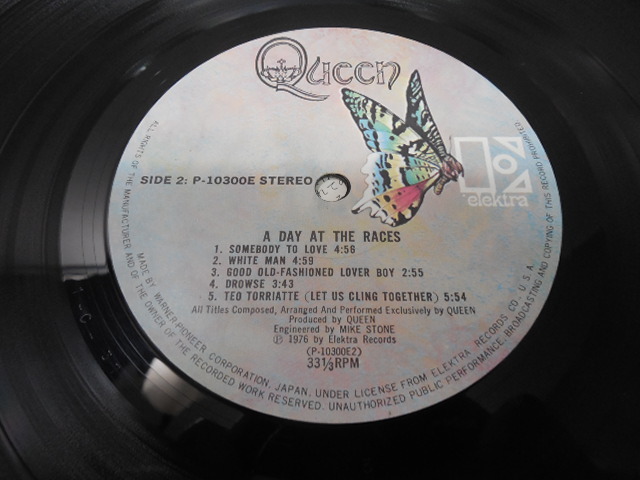 Queen
SIDE 2: P-10300E STEREO
elektra
A DAY AT THE RACES
1. SOMEBODY TO LOVE 4:56
2. WHITE MAN 4:59
3. GOOD OLD-FASHIONED LOVER BOY 2:55
4. DROWSE 3:43
5. TEO TORRIATTE (LET US CLING TOGETHER) 5:54
All Titles Composed, Arranged And Performed Exclusively by QUEEN
Produced by QUEEN
Engineered by MIKE STONE
Ⓟ 1976 by Elektra Records
(P-10300E2)
33⅓RPM
MADE BY WARNER-PIONEER CORPORATION, JAPAN, UNDER LICENSE FROM ELEKTRA RECORDS CO., U.S.A.
ALL RIGHTS OF THE MANUFACTURER AND OF THE OWNER OF THE RECORDED WORK RESERVED. UNAUTHORIZED PUBLIC PERFORMANCE, BROADCASTING AND COPYING OF THIS RECORD PROHIBITED.